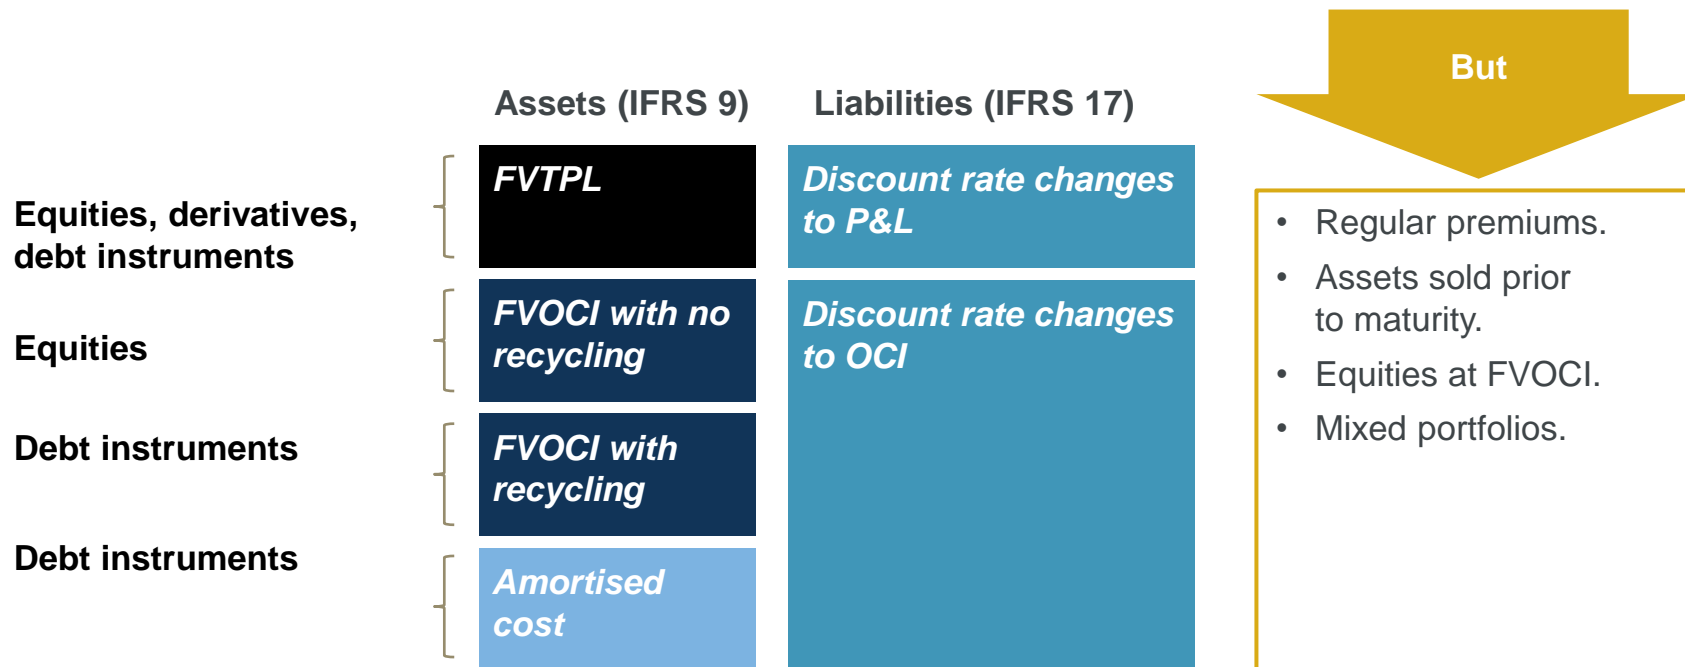 But
Assets (IFRS 9)
Liabilities (IFRS 17)
Equities, derivatives,
debt instruments
FVTPL
Discount rate changes
to P&L
Equities
FVOCI with no
recycling
Discount rate changes
to OCI
Debt instruments
FVOCI with
recycling
Debt instruments
Amortised
cost
• Regular premiums.
• Assets sold prior
to maturity.
• Equities at FVOCI.
• Mixed portfolios.